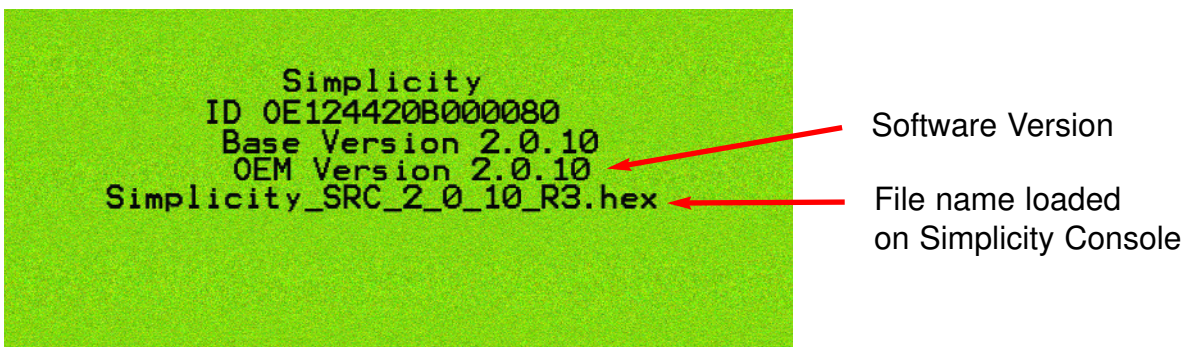 Simplicity
ID 0E124420B000080
Base Version 2.0.10
OEM Version 2.0.10
Simplicity_SRC_2_0_10_R3.hex
Software Version
File name loaded
on Simplicity Console